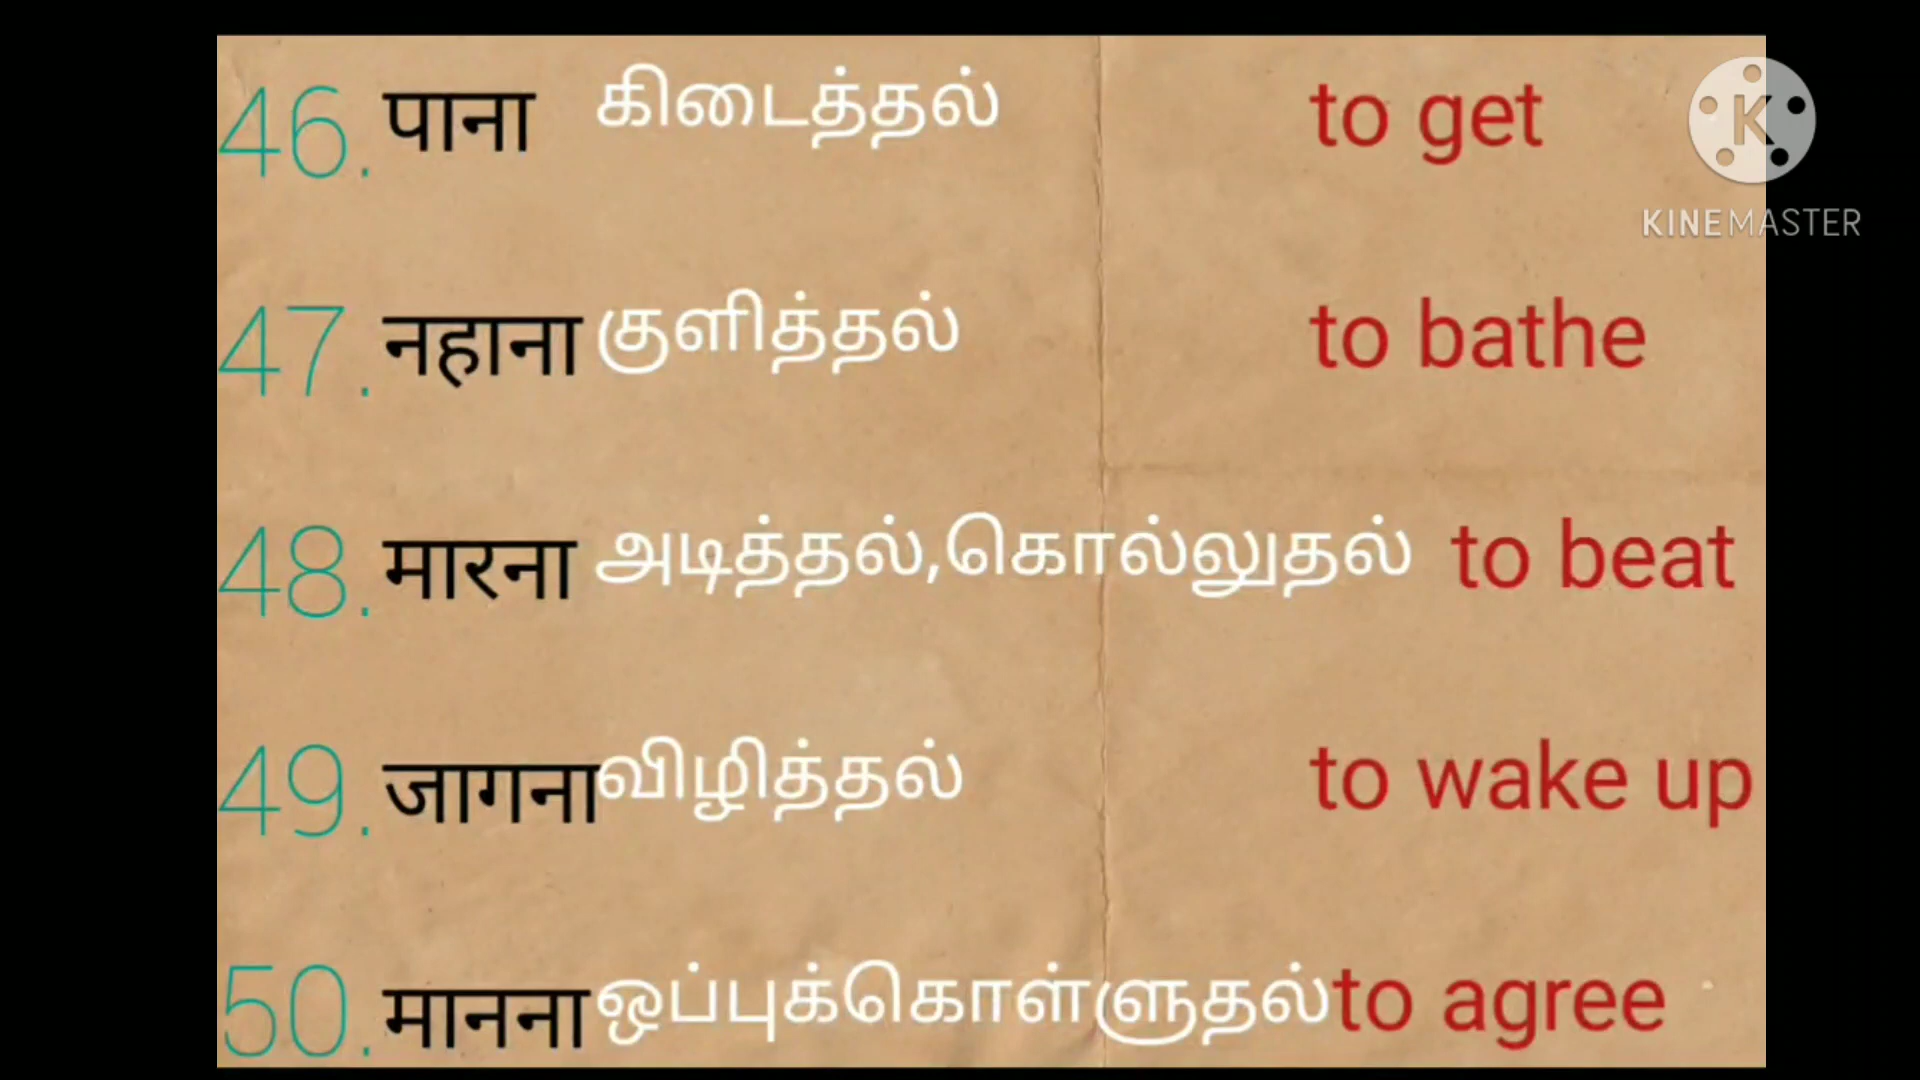 46. पाना கிடைத்தல் to get
KINEMASTER
47. नहाना குளித்தல் to bathe
48. मारना அடித்தல்,கொல்லுதல் to beat
49. जागना விழித்தல் to wake up
50. मानना ஒப்புக்கொள்ளுதல் to agree